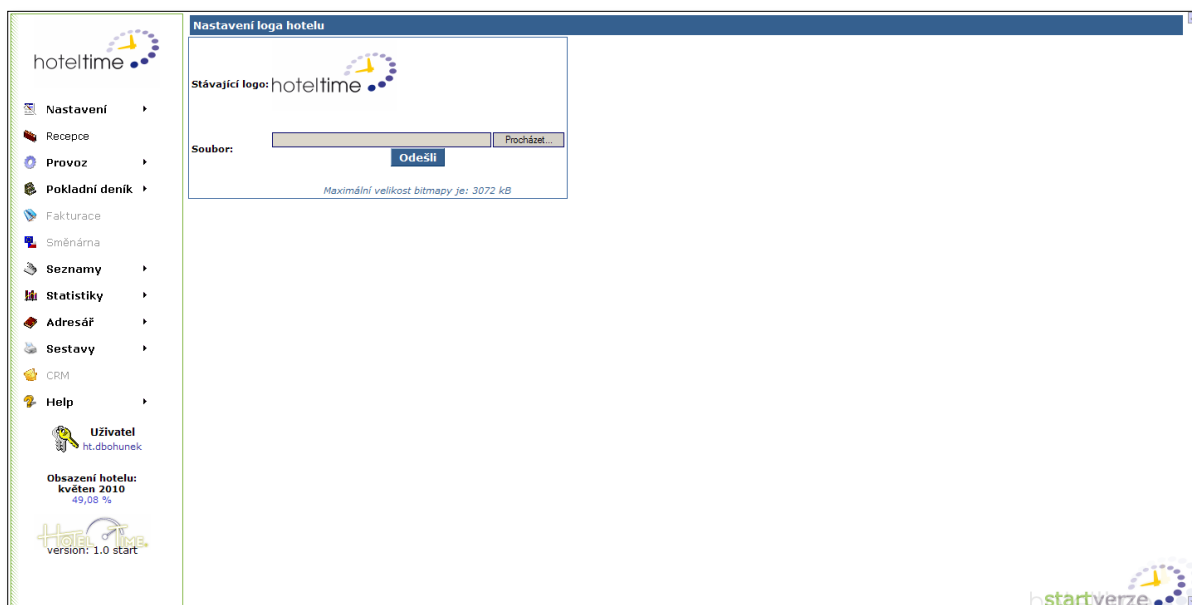 hoteltime
Nastavení
Recepce
Provoz
Pokladní deník
Fakturace
Směnárna
Seznamy
Statistiky
Adresář
Sestavy
CRM
Help
Uživatel
ht.dbohunek
Obsazení hotelu:
květen 2010
49,08 %
HOTEL TIME.
version: 1.0 start
Nastavení loga hotelu
Stávající logo: hoteltime
Soubor: Procházet...
Odešli
Maximální velikost bitmapy je: 3072 kB
startverze